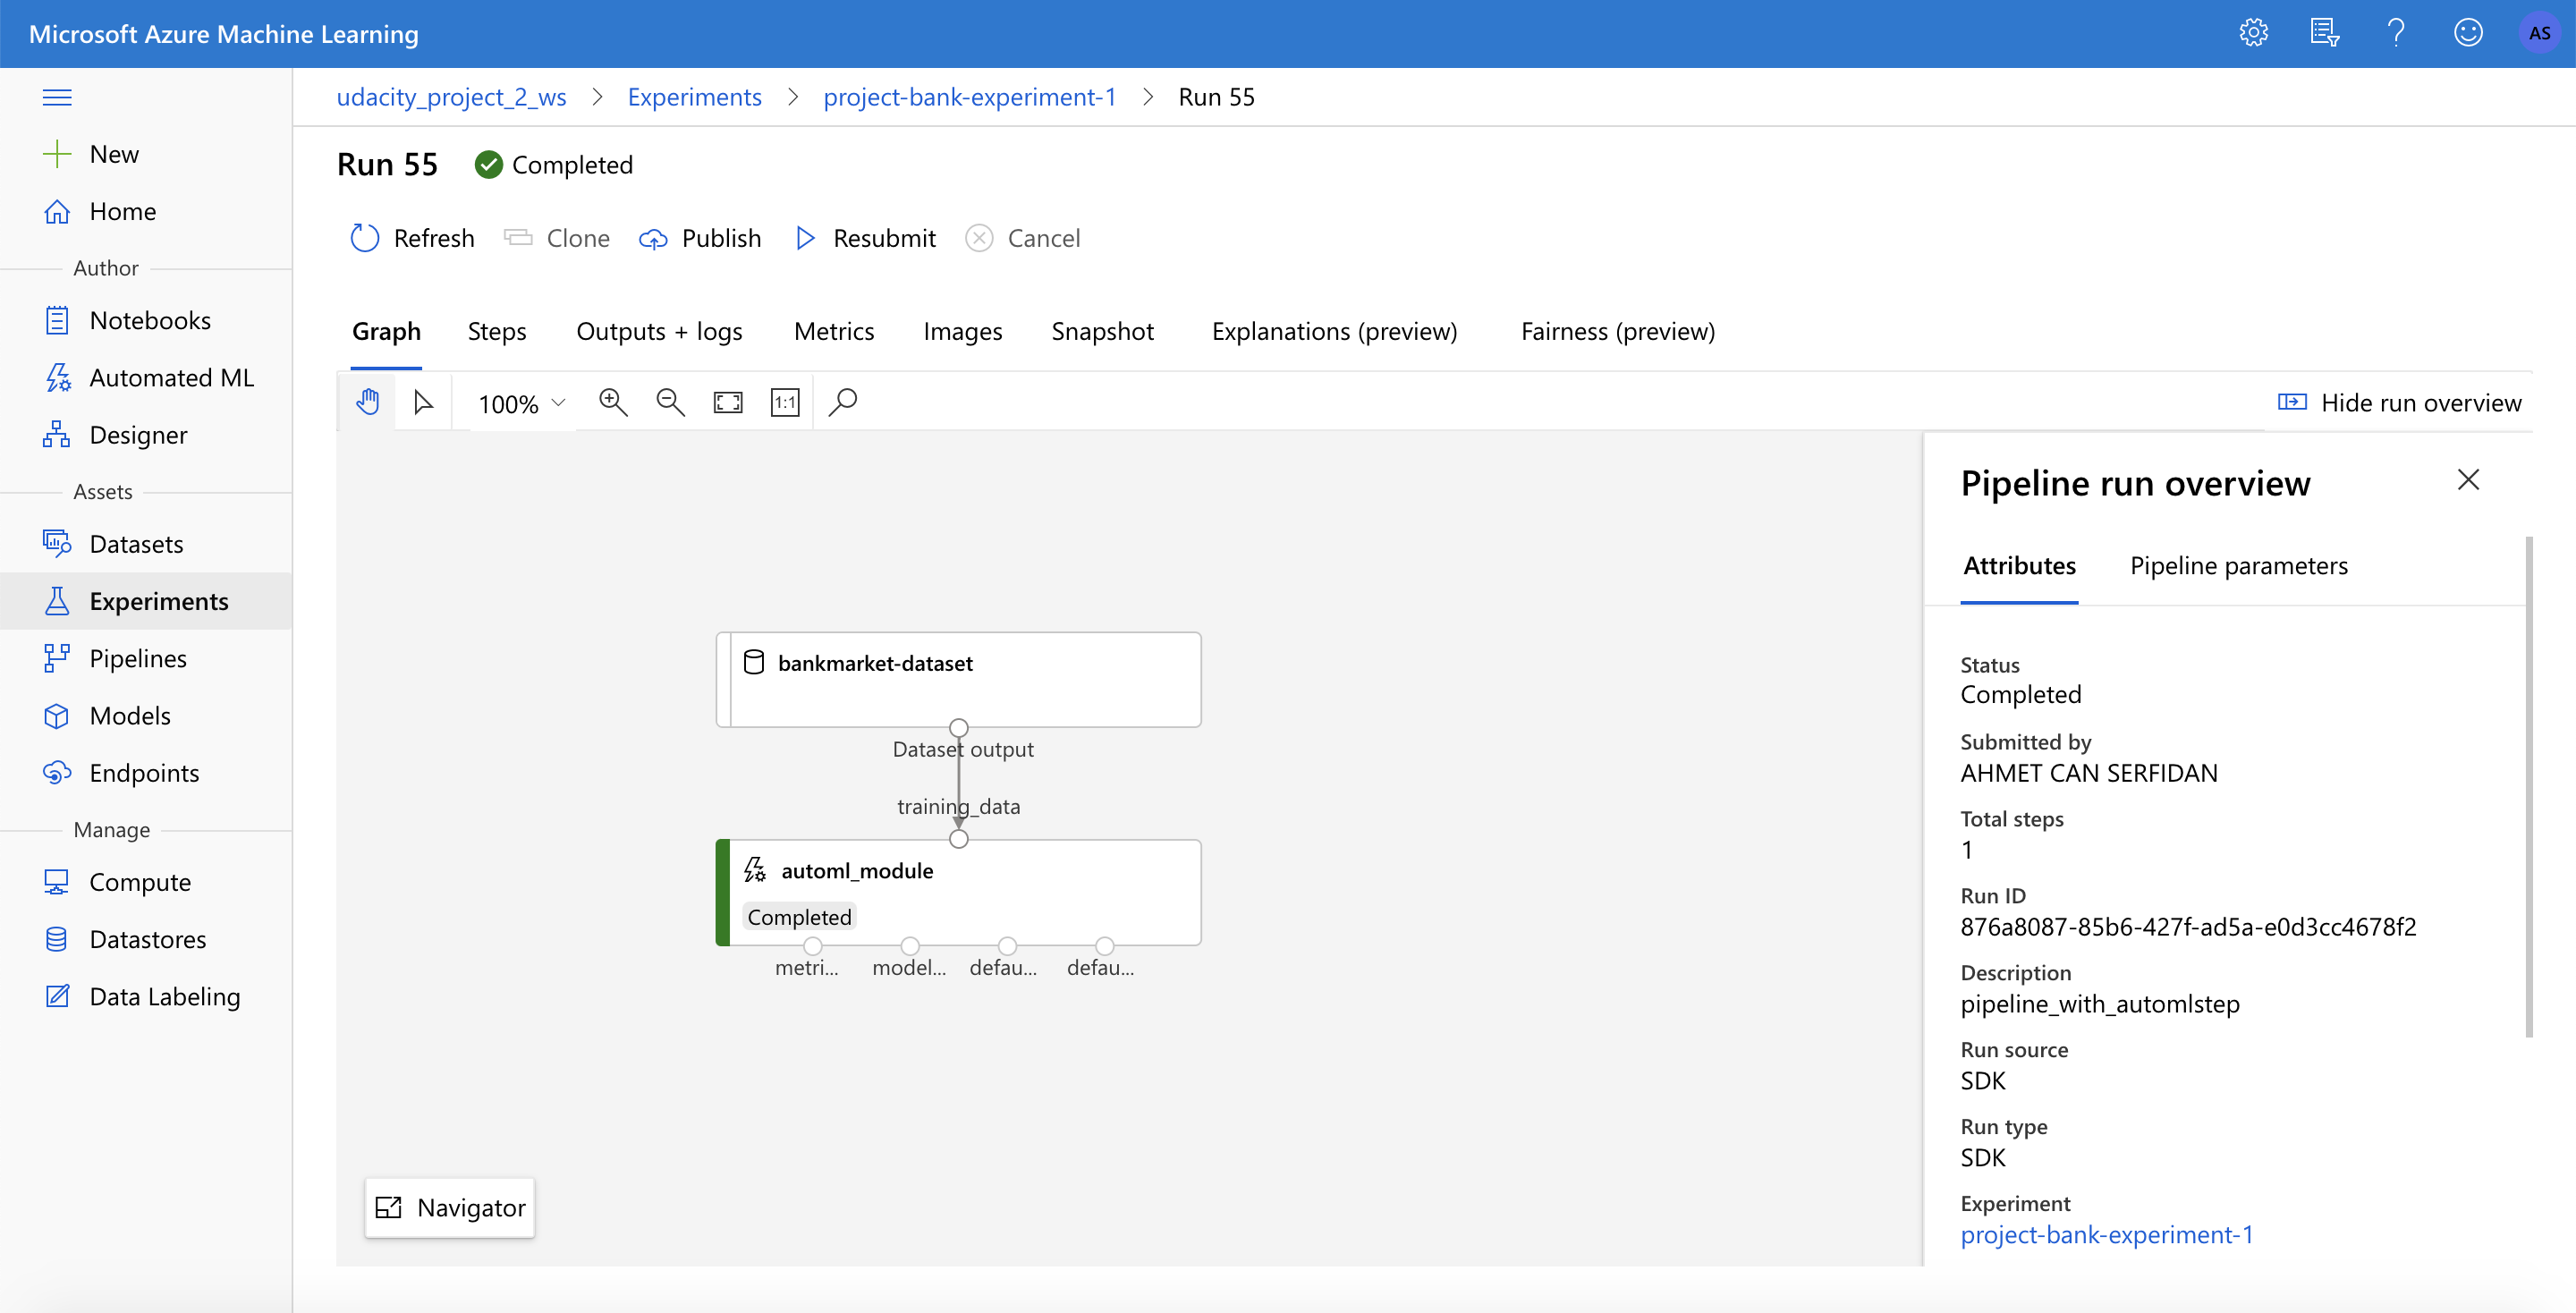 Microsoft Azure Machine Learning
AS
udacity_project_2_ws > Experiments > project-bank-experiment-1 > Run 55
New
Home
Author
Notebooks
Automated ML
Designer
Assets
Datasets
Experiments
Pipelines
Models
Endpoints
Manage
Compute
Datastores
Data Labeling
Run 55 Completed
Refresh Clone Publish Resubmit Cancel
Graph Steps Outputs + logs Metrics Images Snapshot Explanations (preview) Fairness (preview)
100% 1:1 Hide run overview
bankmarket-dataset
Dataset output
training_data
automl_module
Completed
metri... model... defau... defau...
Navigator
Pipeline run overview
Attributes Pipeline parameters
Status
Completed
Submitted by
AHMET CAN SERFIDAN
Total steps
1
Run ID
876a8087-85b6-427f-ad5a-e0d3cc4678f2
Description
pipeline_with_automlstep
Run source
SDK
Run type
SDK
Experiment
project-bank-experiment-1